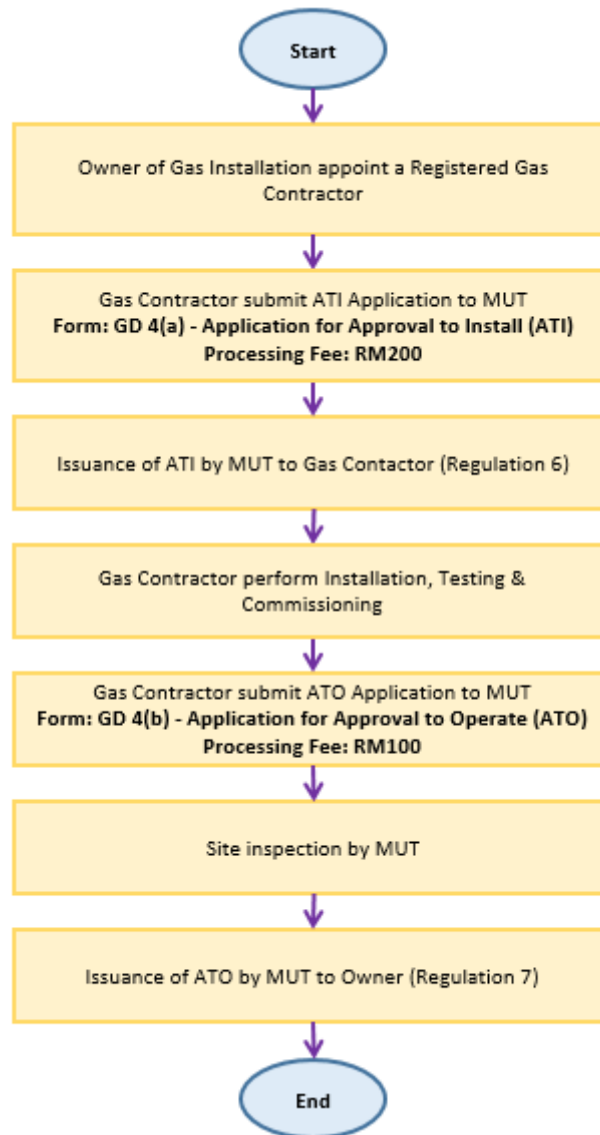 Start
Owner of Gas Installation appoint a Registered Gas
Contractor
Gas Contractor submit ATI Application to MUT
Form: GD 4(a) - Application for Approval to Install (ATI)
Processing Fee: RM200
Issuance of ATI by MUT to Gas Contactor (Regulation 6)
Gas Contractor perform Installation, Testing &
Commissioning
Gas Contractor submit ATO Application to MUT
Form: GD 4(b) - Application for Approval to Operate (ATO)
Processing Fee: RM100
Site inspection by MUT
Issuance of ATO by MUT to Owner (Regulation 7)
End